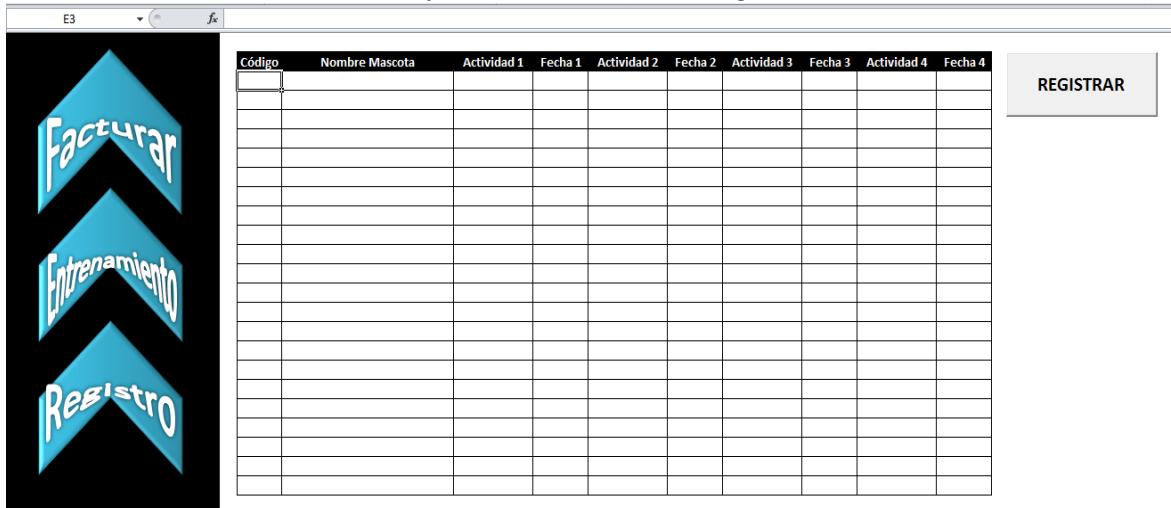 E3 fx
Código Nombre Mascota Actividad 1 Fecha 1 Actividad 2 Fecha 2 Actividad 3 Fecha 3 Actividad 4 Fecha 4
REGISTRAR
Facturar
Entrenamiento
Registro